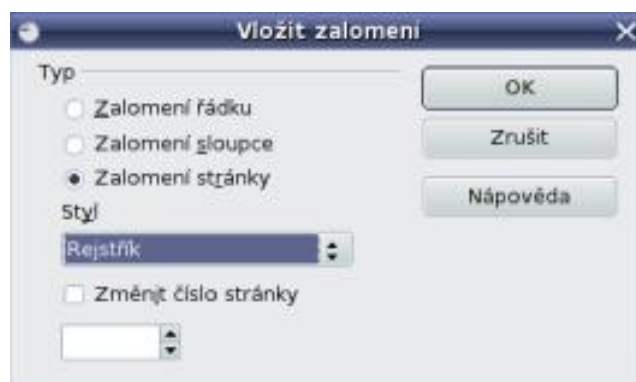 Vložit zalomení
Typ
Zalomení řádku
Zalomení sloupce
Zalomení stránky
Styl
Rejstřík
Změnit číslo stránky
OK
Zrušit
Nápověda